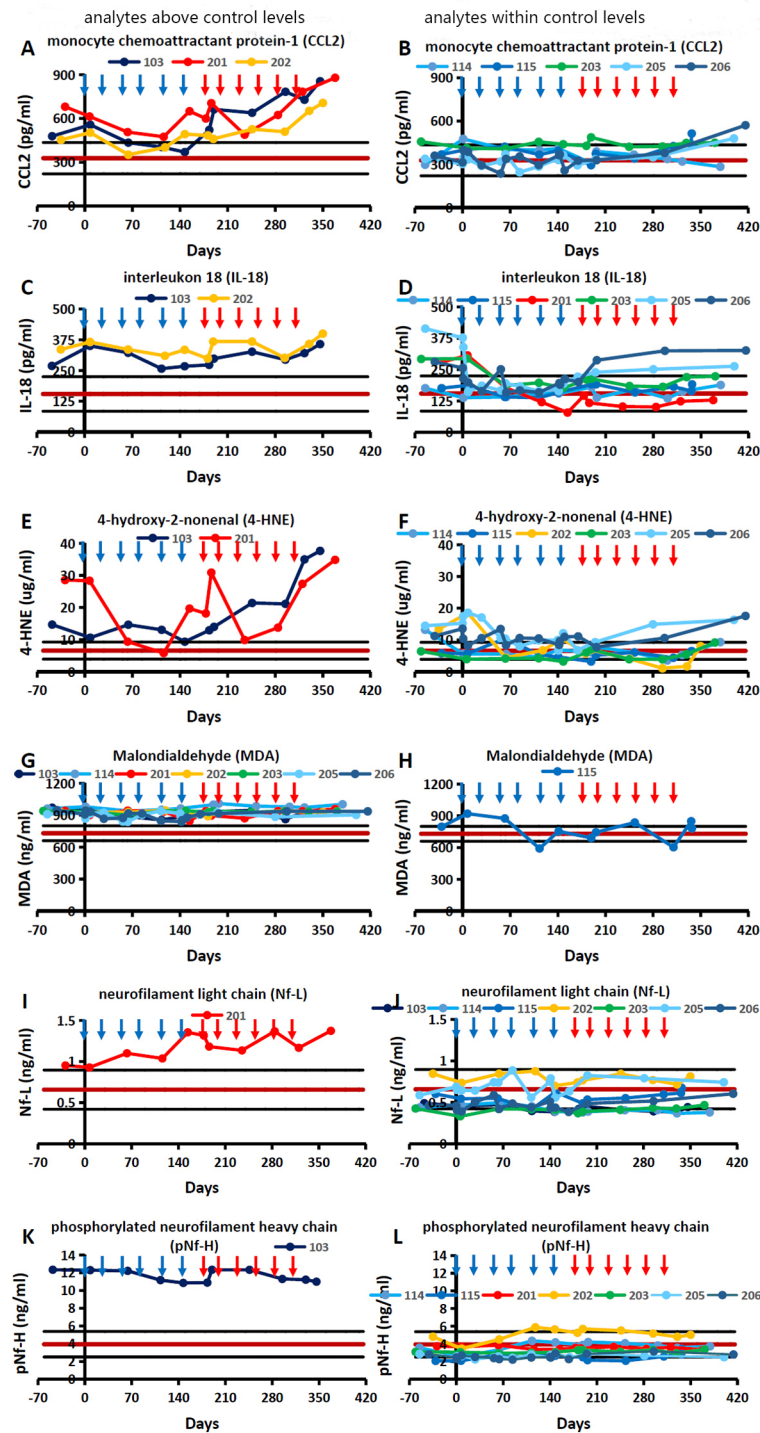 analytes above control levels
analytes within control levels
A
monocyte chemoattractant protein-1 (CCL2)
103 201 202
900
600
300
0
CCL2 (pg/ml)
-70 0 70 140 210 280 350 420
Days
B
monocyte chemoattractant protein-1 (CCL2)
114 115 203 205 206
900
600
300
0
CCL2 (pg/ml)
-70 0 70 140 210 280 350 420
Days
C
interleukon 18 (IL-18)
103 202
500
375
250
125
0
IL-18 (pg/ml)
-70 0 70 140 210 280 350 420
Days
D
interleukon 18 (IL-18)
114 115 201 203 205 206
500
375
250
125
0
IL-18 (pg/ml)
-70 0 70 140 210 280 350 420
Days
E
4-hydroxy-2-nonenal (4-HNE)
103 201
40
30
20
10
0
4-HNE (ug/ml)
-70 0 70 140 210 280 350 420
Days
F
4-hydroxy-2-nonenal (4-HNE)
114 115 202 203 205 206
40
30
20
10
0
4-HNE (ug/ml)
-70 0 70 140 210 280 350 420
Days
G
Malondialdehyde (MDA)
103 114 201 202 203 205 206
1200
900
600
300
0
MDA (ng/ml)
-70 0 70 140 210 280 350 420
Days
H
Malondialdehyde (MDA)
115
1200
900
600
300
0
MDA (ng/ml)
-70 0 70 140 210 280 350 420
Days
I
neurofilament light chain (Nf-L)
201
1.5
1
0.5
0
Nf-L (ng/ml)
-70 0 70 140 210 280 350 420
Days
J
neurofilament light chain (Nf-L)
103 114 115 202 203 205 206
1.5
1
0.5
0
Nf-L (ng/ml)
-70 0 70 140 210 280 350 420
Days
K
phosphorylated neurofilament heavy chain
(pNf-H)
103
14
12
10
8
6
4
2
0
pNf-H (ng/ml)
-70 0 70 140 210 280 350 420
Days
L
phosphorylated neurofilament heavy chain
(pNf-H)
114 115 201 202 203 205 206
14
12
10
8
6
4
2
0
pNf-H (ng/ml)
-70 0 70 140 210 280 350 420
Days